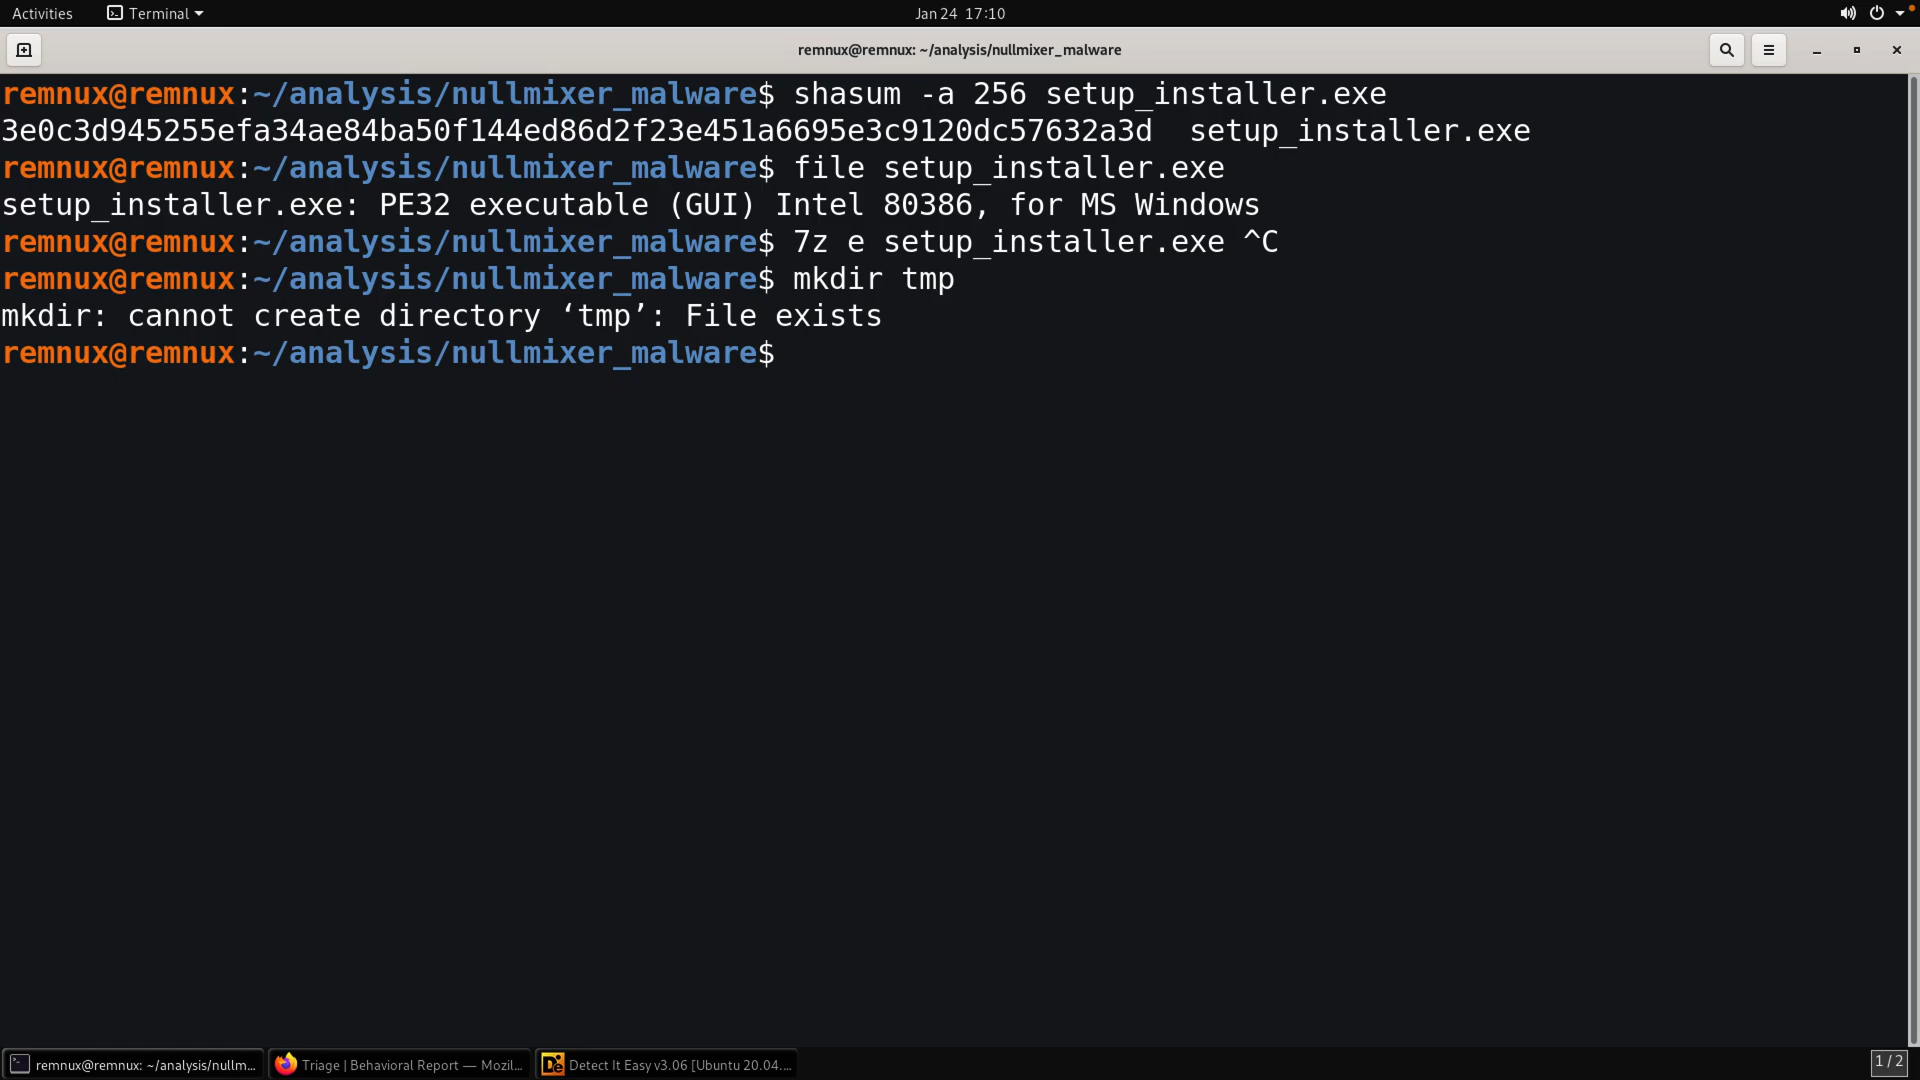 Activities Terminal Jan 24 17:10
remnux@remnux: ~/analysis/nullmixer_malware
remnux@remnux:~/analysis/nullmixer_malware$ shasum -a 256 setup_installer.exe
3e0c3d945255efa34ae84ba50f144ed86d2f23e451a6695e3c9120dc57632a3d  setup_installer.exe
remnux@remnux:~/analysis/nullmixer_malware$ file setup_installer.exe
setup_installer.exe: PE32 executable (GUI) Intel 80386, for MS Windows
remnux@remnux:~/analysis/nullmixer_malware$ 7z e setup_installer.exe ^C
remnux@remnux:~/analysis/nullmixer_malware$ mkdir tmp
mkdir: cannot create directory ‘tmp’: File exists
remnux@remnux:~/analysis/nullmixer_malware$
remnux@remnux: ~/analysis/nullm... Triage | Behavioral Report — Mozil... Detect It Easy v3.06 [Ubuntu 20.04.... 1 / 2